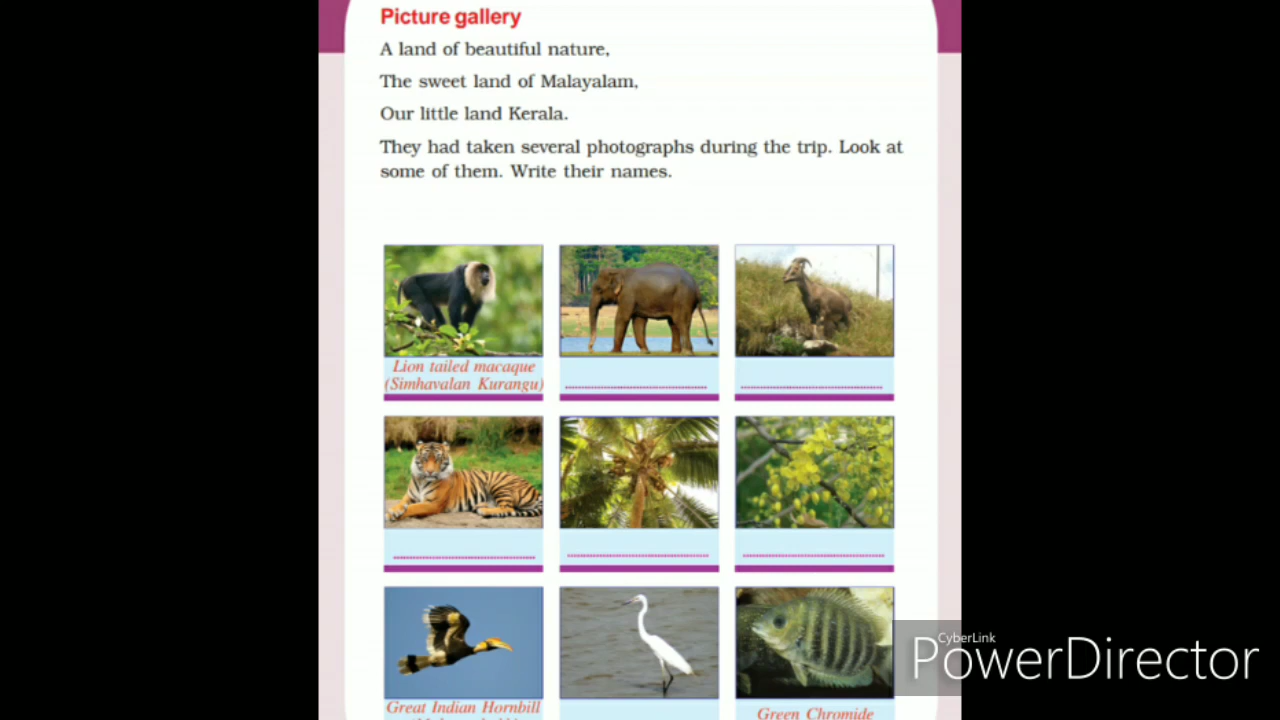 Picture gallery
A land of beautiful nature,
The sweet land of Malayalam,
Our little land Kerala.
They had taken several photographs during the trip. Look at
some of them. Write their names.
Lion tailed macaque
(Simhavalan Kurangu)
Great Indian Hornbill
Green Chromide
CyberLink
PowerDirector